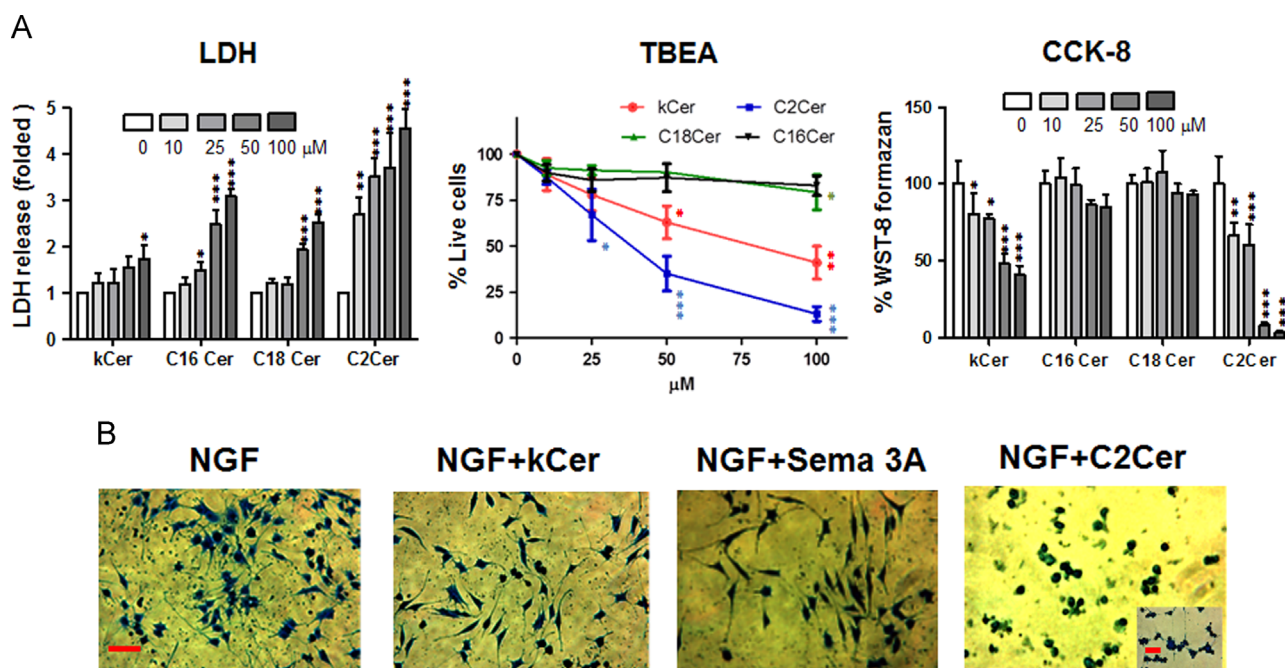 A
LDH
LDH release (folded)
5
4
3
2
1
0
0 10 25 50 100 µM
*
*
***
***
***
***
**
***
***
***
kCer C16 Cer C18 Cer C2Cer
TBEA
kCer C2Cer
C18Cer C16Cer
% Live cells
100
75
50
25
0
*
*
***
*
**
***
0 25 50 75 100
µM
CCK-8
% WST-8 formazan
150
100
50
0
0 10 25 50 100 µM
*
*
***
***
**
***
***
***
kCer C16 Cer C18 Cer C2Cer
B
NGF
NGF+kCer
NGF+Sema 3A
NGF+C2Cer